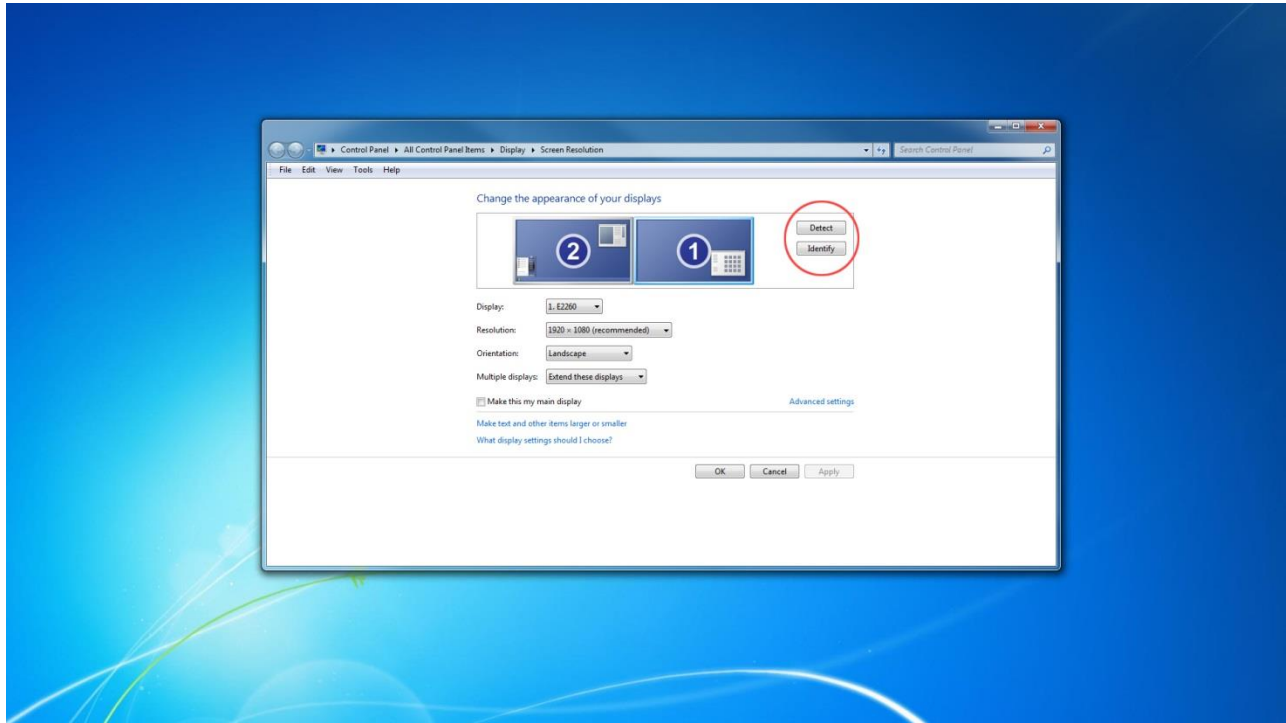 Control Panel ▸ All Control Panel Items ▸ Display ▸ Screen Resolution Search Control Panel
File Edit View Tools Help
Change the appearance of your displays
2 1
Detect
Identify
Display: 1. E2260
Resolution: 1920 × 1080 (recommended)
Orientation: Landscape
Multiple displays: Extend these displays
Make this my main display Advanced settings
Make text and other items larger or smaller
What display settings should I choose?
OK Cancel Apply